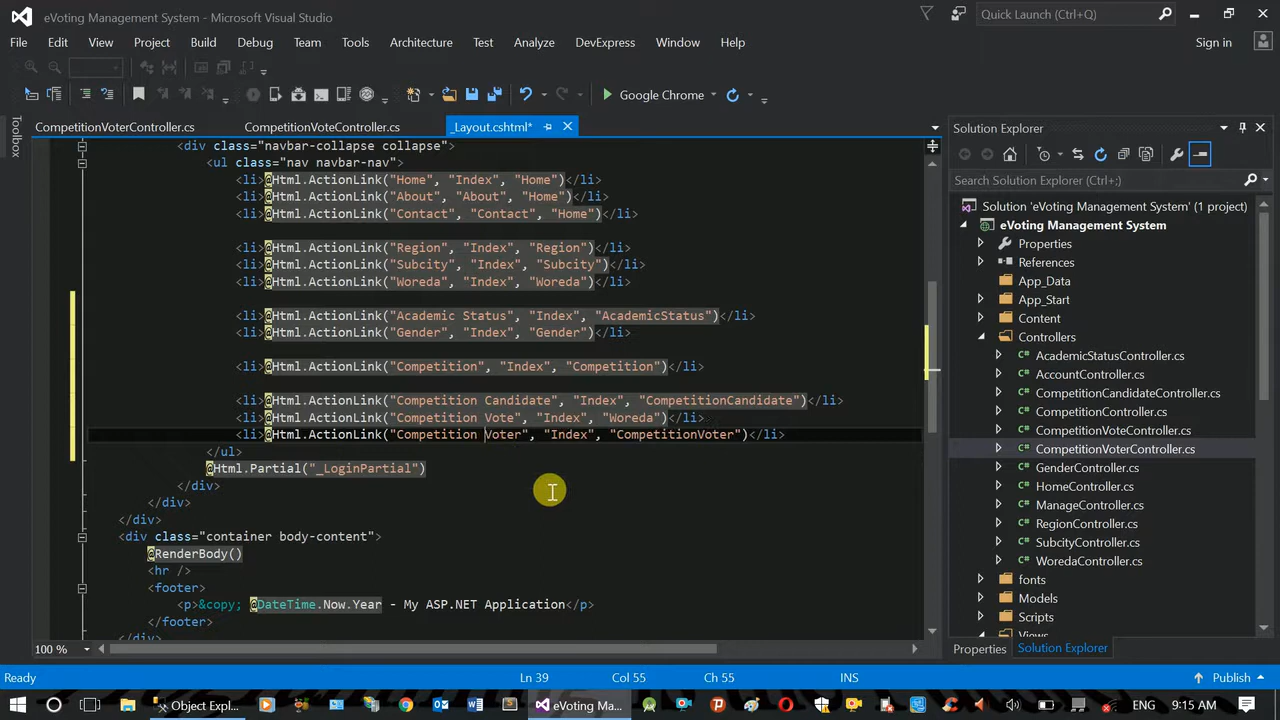 eVoting Management System - Microsoft Visual Studio
Quick Launch (Ctrl+Q)
File Edit View Project Build Debug Team Tools Architecture Test Analyze DevExpress Window Help
Sign in
Google Chrome
Toolbox
CompetitionVoterController.cs CompetitionVoteController.cs _Layout.cshtml*
<div class="navbar-collapse collapse">
<ul class="nav navbar-nav">
<li>@Html.ActionLink("Home", "Index", "Home")</li>
<li>@Html.ActionLink("About", "About", "Home")</li>
<li>@Html.ActionLink("Contact", "Contact", "Home")</li>
<li>@Html.ActionLink("Region", "Index", "Region")</li>
<li>@Html.ActionLink("Subcity", "Index", "Subcity")</li>
<li>@Html.ActionLink("Woreda", "Index", "Woreda")</li>
<li>@Html.ActionLink("Academic Status", "Index", "AcademicStatus")</li>
<li>@Html.ActionLink("Gender", "Index", "Gender")</li>
<li>@Html.ActionLink("Competition", "Index", "Competition")</li>
<li>@Html.ActionLink("Competition Candidate", "Index", "CompetitionCandidate")</li>
<li>@Html.ActionLink("Competition Vote", "Index", "Woreda")</li>
<li>@Html.ActionLink("Competition Voter", "Index", "CompetitionVoter")</li>
</ul>
@Html.Partial("_LoginPartial")
</div>
</div>
</div>
<div class="container body-content">
@RenderBody()
<hr />
<footer>
<p>&copy; @DateTime.Now.Year - My ASP.NET Application</p>
</footer>
</div>
100 %
Solution Explorer
Search Solution Explorer (Ctrl+;)
Solution 'eVoting Management System' (1 project)
eVoting Management System
Properties
References
App_Data
App_Start
Content
Controllers
AcademicStatusController.cs
AccountController.cs
CompetitionCandidateController.cs
CompetitionController.cs
CompetitionVoteController.cs
CompetitionVoterController.cs
GenderController.cs
HomeController.cs
ManageController.cs
RegionController.cs
SubcityController.cs
WoredaController.cs
fonts
Models
Scripts
Views
Properties Solution Explorer
Ready Ln 39 Col 55 Ch 55 INS Publish
Object Expl... eVoting Ma... ENG 9:15 AM